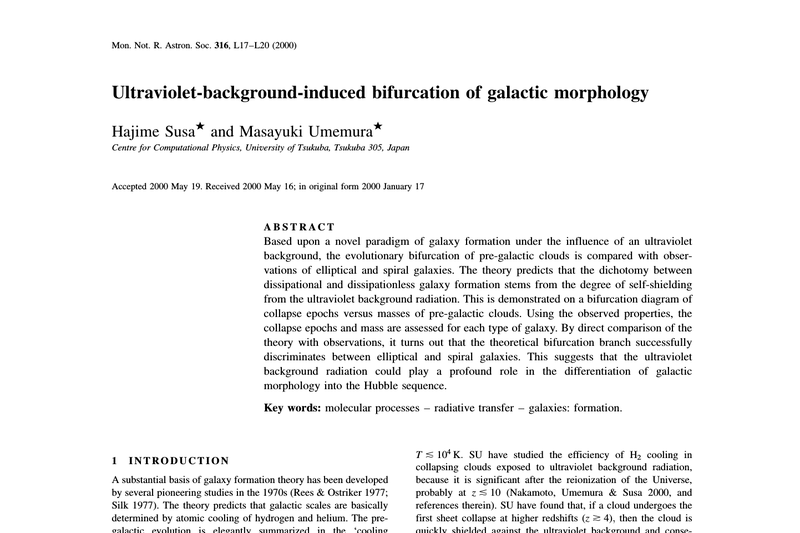 Mon. Not. R. Astron. Soc. 316, L17–L20 (2000)
Ultraviolet-background-induced bifurcation of galactic morphology
Hajime Susa★ and Masayuki Umemura★
Centre for Computational Physics, University of Tsukuba, Tsukuba 305, Japan
Accepted 2000 May 19. Received 2000 May 16; in original form 2000 January 17
ABSTRACT
Based upon a novel paradigm of galaxy formation under the influence of an ultraviolet
background, the evolutionary bifurcation of pre-galactic clouds is compared with obser-
vations of elliptical and spiral galaxies. The theory predicts that the dichotomy between
dissipational and dissipationless galaxy formation stems from the degree of self-shielding
from the ultraviolet background radiation. This is demonstrated on a bifurcation diagram of
collapse epochs versus masses of pre-galactic clouds. Using the observed properties, the
collapse epochs and mass are assessed for each type of galaxy. By direct comparison of the
theory with observations, it turns out that the theoretical bifurcation branch successfully
discriminates between elliptical and spiral galaxies. This suggests that the ultraviolet
background radiation could play a profound role in the differentiation of galactic
morphology into the Hubble sequence.
Key words: molecular processes – radiative transfer – galaxies: formation.
1 INTRODUCTION
A substantial basis of galaxy formation theory has been developed
by several pioneering studies in the 1970s (Rees & Ostriker 1977;
Silk 1977). The theory predicts that galactic scales are basically
determined by atomic cooling of hydrogen and helium. The pre-
galactic evolution is elegantly summarized in the 'cooling
T ≲ 10⁴ K. SU have studied the efficiency of H₂ cooling in
collapsing clouds exposed to ultraviolet background radiation,
because it is significant after the reionization of the Universe,
probably at z ≲ 10 (Nakamoto, Umemura & Susa 2000, and
references therein). SU have found that, if a cloud undergoes the
first sheet collapse at higher redshifts (z ≳ 4), then the cloud is
quickly shielded against the ultraviolet background and conse-